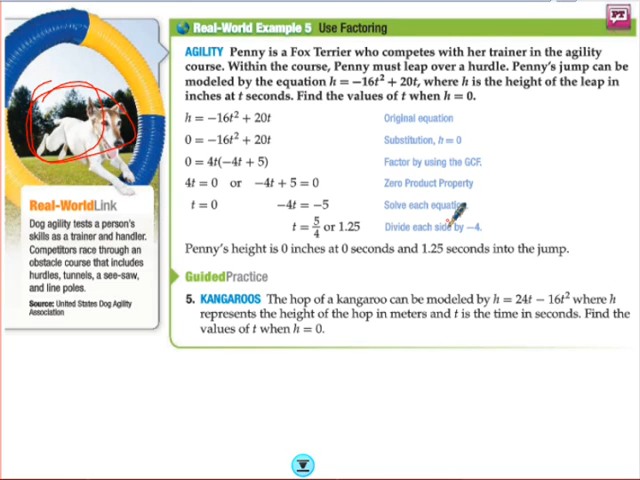 PT
Real-World Example 5 Use Factoring
AGILITY Penny is a Fox Terrier who competes with her trainer in the agility
course. Within the course, Penny must leap over a hurdle. Penny's jump can be
modeled by the equation h = −16t² + 20t, where h is the height of the leap in
inches at t seconds. Find the values of t when h = 0.
h = −16t² + 20t Original equation
0 = −16t² + 20t Substitution, h = 0
0 = 4t(−4t + 5) Factor by using the GCF.
4t = 0 or −4t + 5 = 0 Zero Product Property
t = 0 −4t = −5 Solve each equation.
t = 5/4 or 1.25 Divide each side by −4.
Penny's height is 0 inches at 0 seconds and 1.25 seconds into the jump.
Real-WorldLink
Dog agility tests a person's
skills as a trainer and handler.
Competitors race through an
obstacle course that includes
hurdles, tunnels, a see-saw,
and line poles.
Source: United States Dog Agility
Association
GuidedPractice
5. KANGAROOS The hop of a kangaroo can be modeled by h = 24t − 16t² where h
represents the height of the hop in meters and t is the time in seconds. Find the
values of t when h = 0.